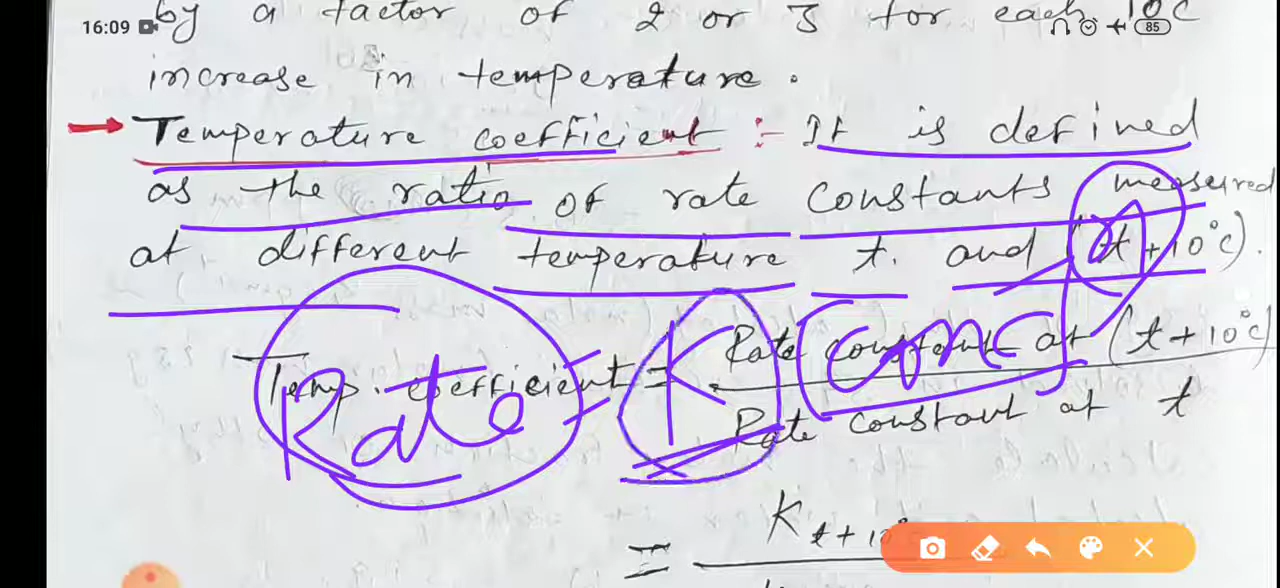 by a factor of 2 or 3 for each 10°C
16:09
85
increase in temperature.
Temperature coefficient :- It is defined
as the ratio of rate constants measured
at different temperature t. and (t+10°C).
Temp. coefficient = Rate constant at (t+10°C)
Rate constant at t
Rate = K conc
= K t+10°